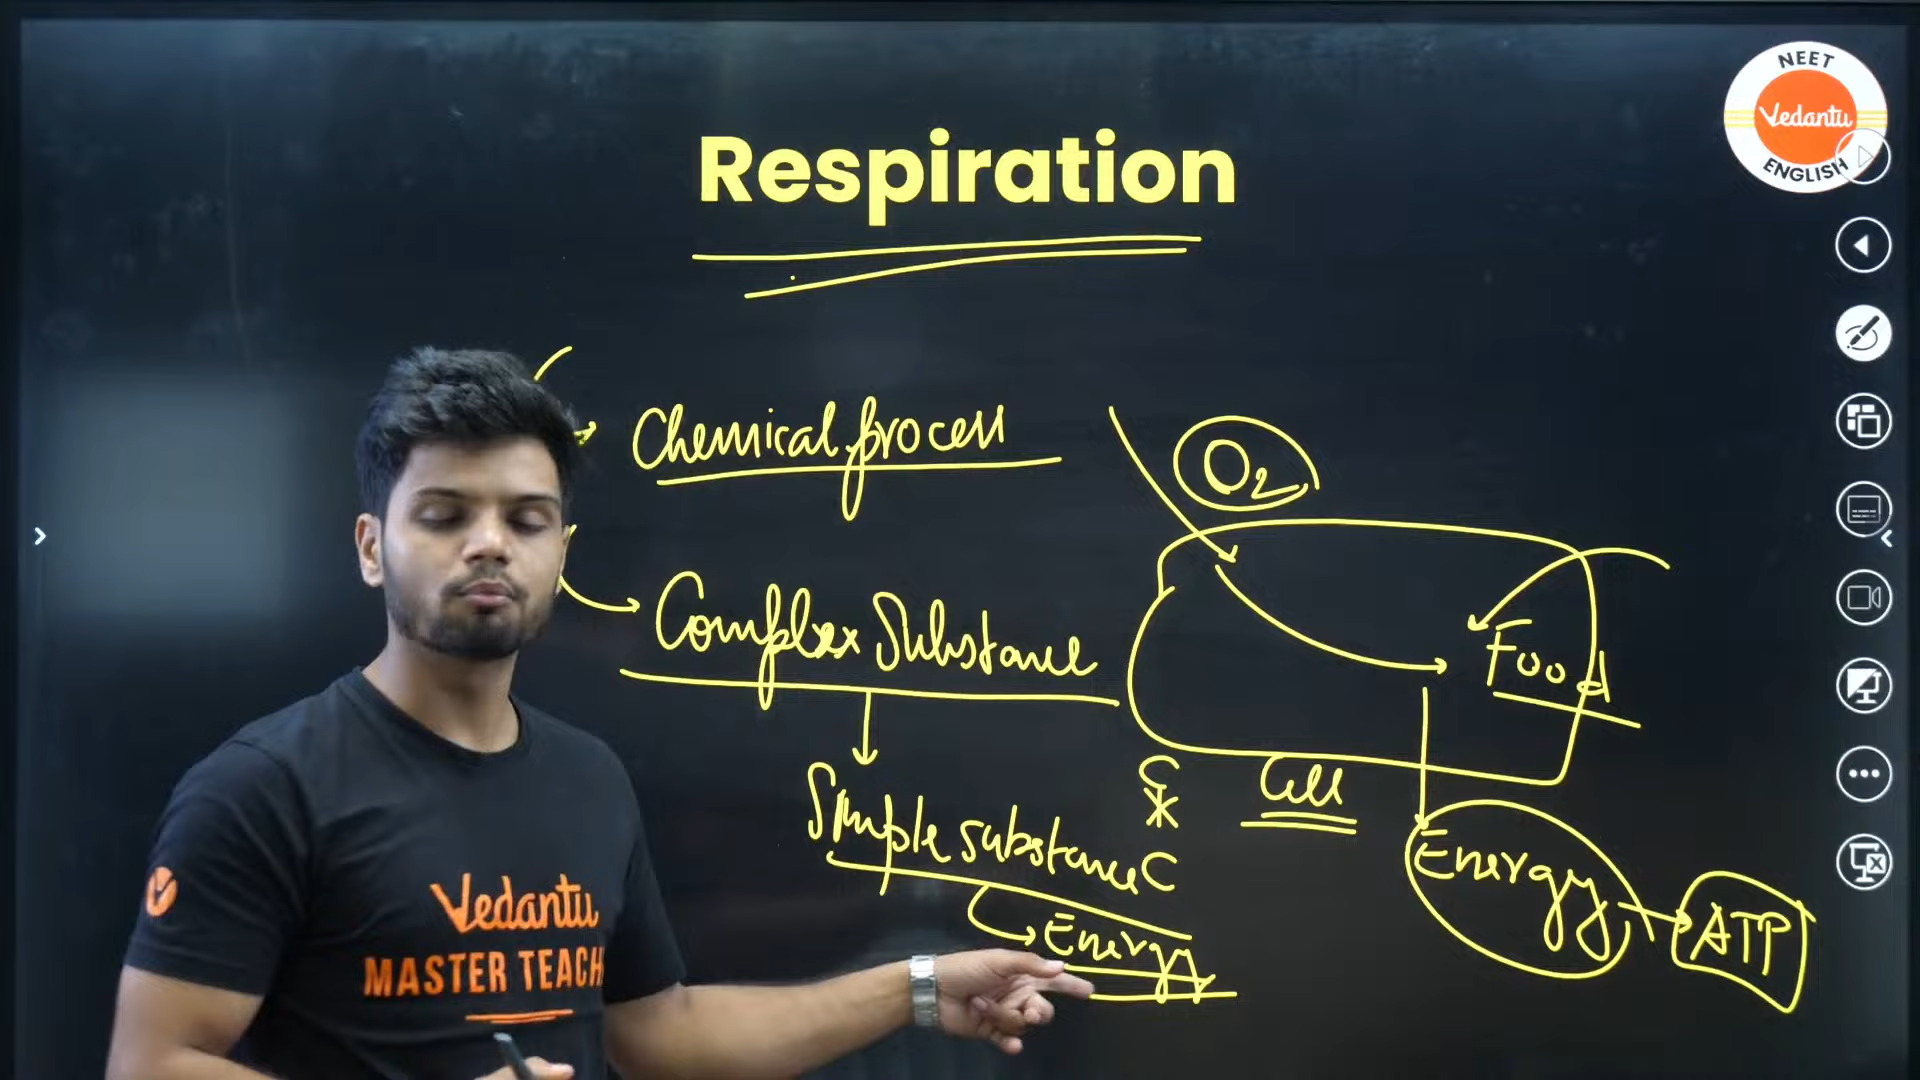 NEET
Vedantu
ENGLISH
Respiration
Chemical process
O2
Complex Substance
Food
Simple substance
C
C
Cell
Energy
Energy
ATP
Vedantu
MASTER TEACH